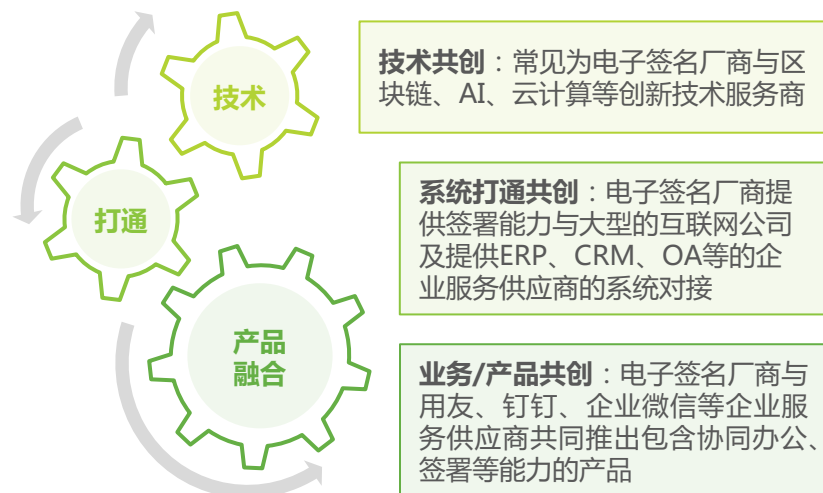 技术
技术共创：常见为电子签名厂商与区
块链、AI、云计算等创新技术服务商
打通
系统打通共创：电子签名厂商提
供签署能力与大型的互联网公司
及提供ERP、CRM、OA等的企
业服务供应商的系统对接
产品
融合
业务/产品共创：电子签名厂商与
用友、钉钉、企业微信等企业服
务供应商共同推出包含协同办公、
签署等能力的产品